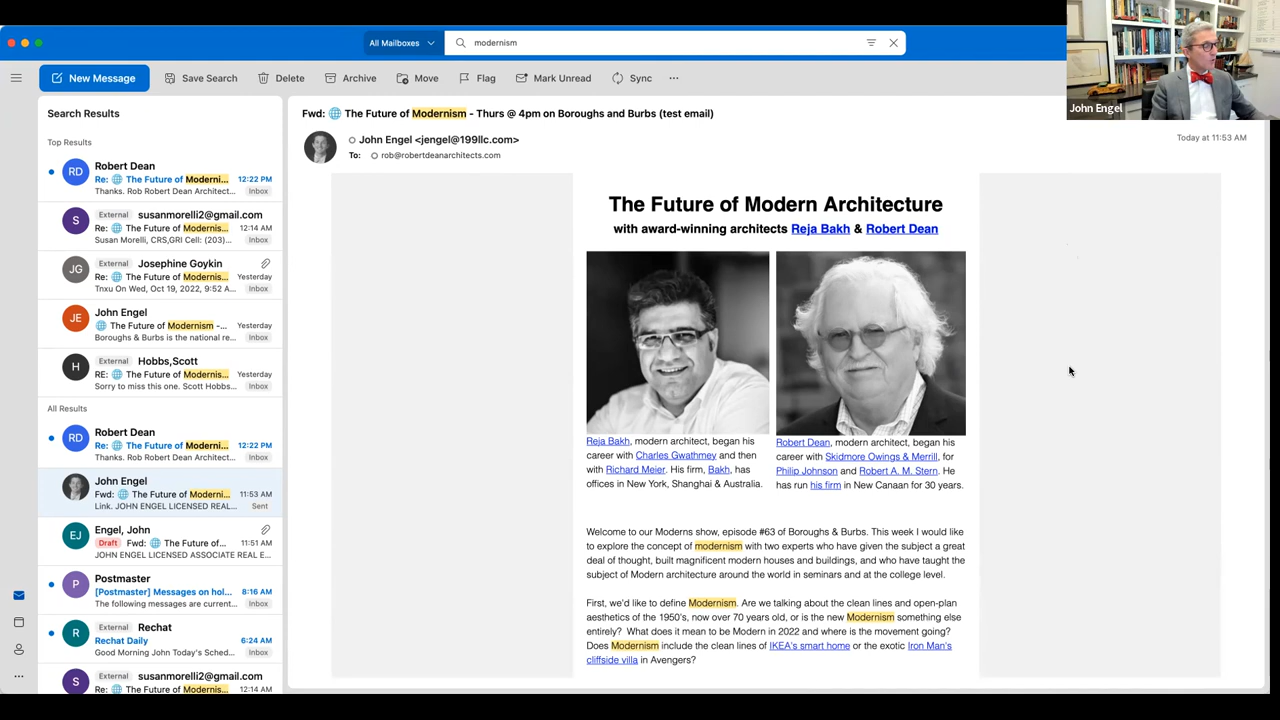 All Mailboxes
modernism
New Message
Save Search
Delete
Archive
Move
Flag
Mark Unread
Sync
John Engel
Search Results
Top Results
RD
Robert Dean
Re: 🌐 The Future of Moderni... 12:22 PM
Thanks. Rob Robert Dean Architect... Inbox
S
External susanmorelli2@gmail.com
Re: 🌐 The Future of Modernis... 12:14 AM
Susan Morelli, CRS,GRI Cell: (203)... Inbox
JG
External Josephine Goykin
Re: 🌐 The Future of Modernis... Yesterday
Tnxu On Wed, Oct 19, 2022, 9:52 A... Inbox
JE
John Engel
🌐 The Future of Modernism -... Yesterday
Boroughs & Burbs is the national re... Inbox
H
External Hobbs,Scott
RE: 🌐 The Future of Modernis... Yesterday
Sorry to miss this one. Scott Hobbs... Inbox
All Results
RD
Robert Dean
Re: 🌐 The Future of Moderni... 12:22 PM
Thanks. Rob Robert Dean Architect... Inbox
John Engel
Fwd: 🌐 The Future of Moderni... 11:53 AM
Link. JOHN ENGEL LICENSED REAL... Sent
EJ
Engel, John
Draft Fwd: 🌐 The Future of... 11:51 AM
JOHN ENGEL LICENSED ASSOCIATE REAL E...
P
Postmaster
[Postmaster] Messages on hol... 8:16 AM
The following messages are current... Inbox
R
External Rechat
Rechat Daily 6:24 AM
Good Morning John Today's Sched... Inbox
S
External susanmorelli2@gmail.com
Re: 🌐 The Future of Modernis... 12:14 AM
Fwd: 🌐 The Future of Modernism - Thurs @ 4pm on Boroughs and Burbs (test email)
John Engel <jengel@199llc.com>
To: rob@robertdeanarchitects.com
Today at 11:53 AM
The Future of Modern Architecture
with award-winning architects Reja Bakh & Robert Dean
Reja Bakh, modern architect, began his
career with Charles Gwathmey and then
with Richard Meier. His firm, Bakh, has
offices in New York, Shanghai & Australia.
Robert Dean, modern architect, began his
career with Skidmore Owings & Merrill, for
Philip Johnson and Robert A. M. Stern. He
has run his firm in New Canaan for 30 years.
Welcome to our Moderns show, episode #63 of Boroughs & Burbs. This week I would like
to explore the concept of modernism with two experts who have given the subject a great
deal of thought, built magnificent modern houses and buildings, and who have taught the
subject of Modern architecture around the world in seminars and at the college level.
First, we'd like to define Modernism. Are we talking about the clean lines and open-plan
aesthetics of the 1950's, now over 70 years old, or is the new Modernism something else
entirely? What does it mean to be Modern in 2022 and where is the movement going?
Does Modernism include the clean lines of IKEA's smart home or the exotic Iron Man's
cliffside villa in Avengers?